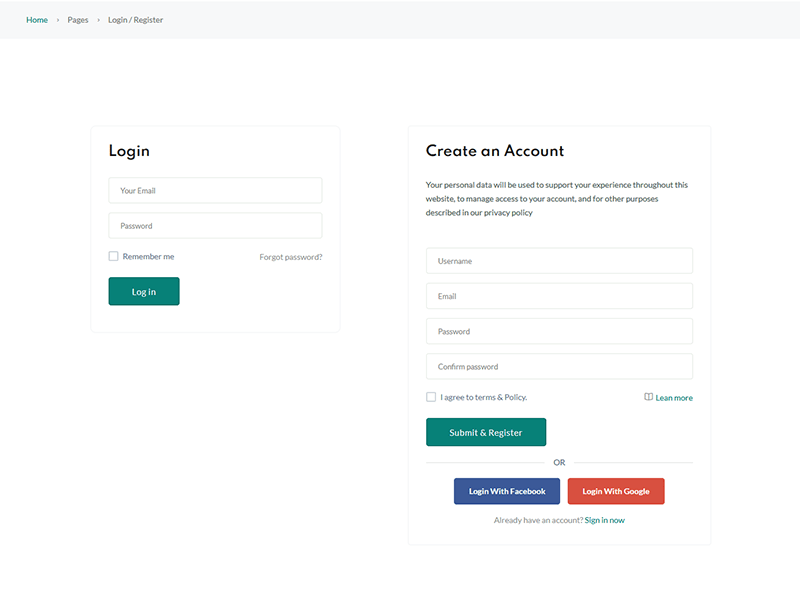 Home › Pages › Login / Register
Login
Your Email
Password
Remember me Forgot password?
Log in
Create an Account
Your personal data will be used to support your experience throughout this
website, to manage access to your account, and for other purposes
described in our privacy policy
Username
Email
Password
Confirm password
I agree to terms & Policy. Lean more
Submit & Register
OR
Login With Facebook Login With Google
Already have an account? Sign in now